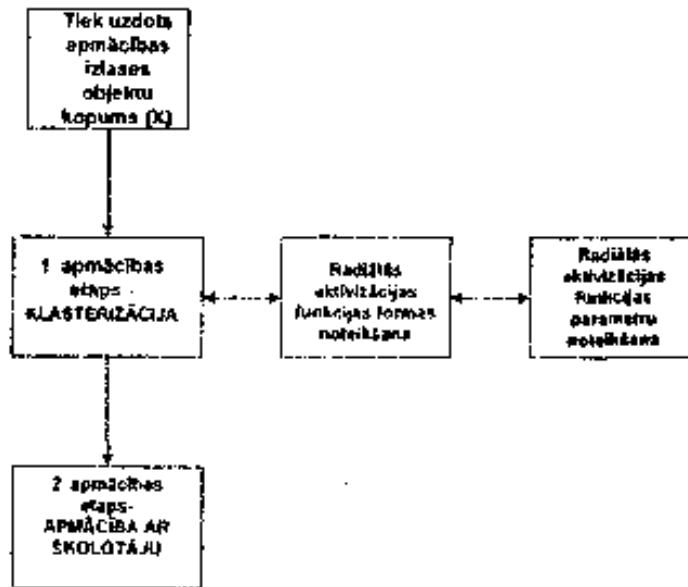 Tiek uzdots
apmācības
izlases
objektu
kopums (X)
1 apmācības
etaps -
KLASTERIZĀCIJA
Radiālās
aktivizācijas
funkcijas formas
noteikšana
Radiālās
aktivizācijas
funkcijas
parametru
noteikšana
2 apmācības
etaps-
APMĀCĪBA AR
SKOLOTĀJU